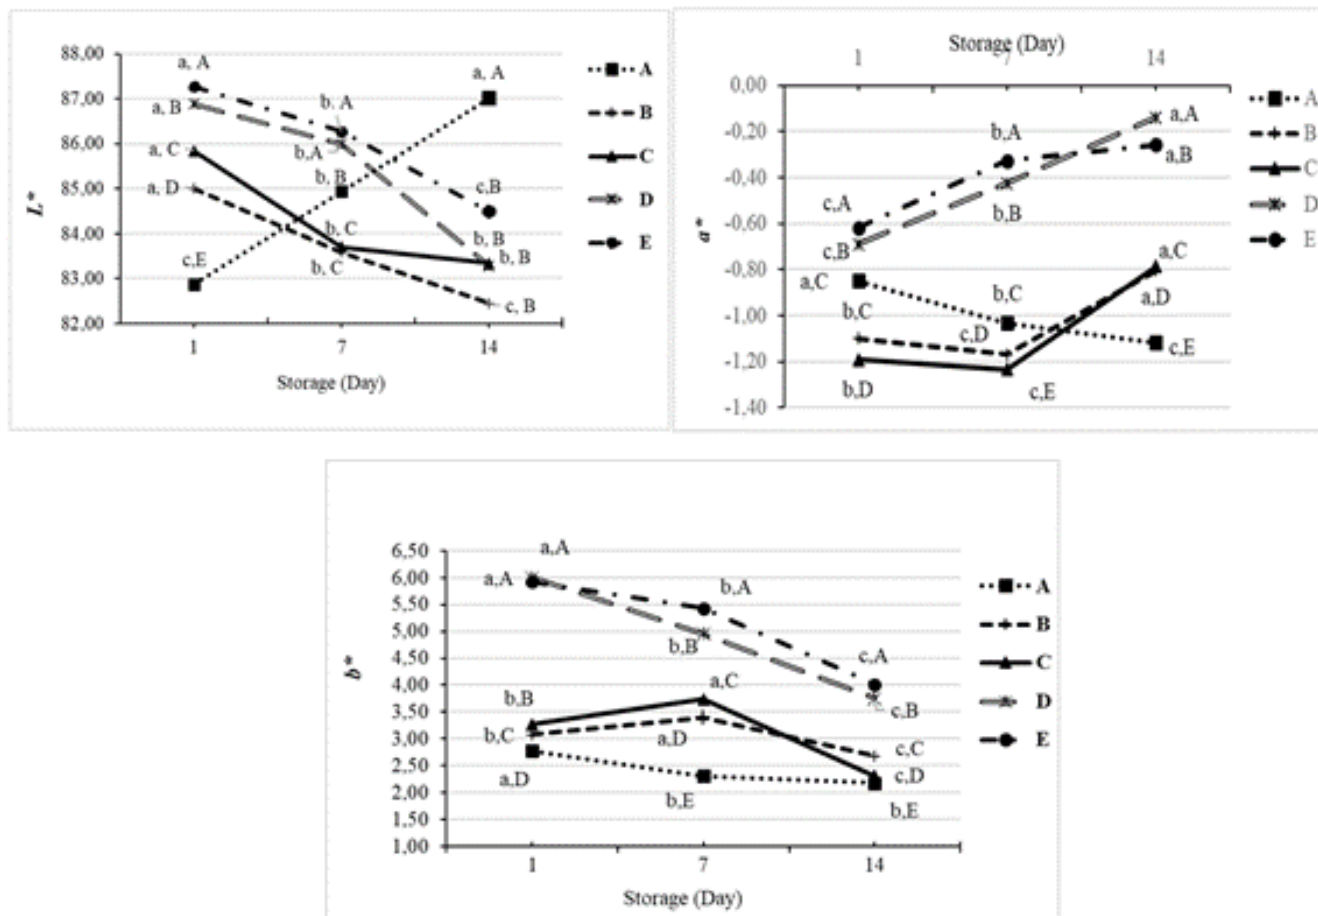 88,00
87,00
86,00
85,00
84,00
83,00
82,00
L*
a, A
a, B
a, C
a, D
c,E
b, A
b,A
b, B
b, C
b, C
a, A
c,B
b, B
b, B
c, B
1 7 14
Storage (Day)
A
B
C
D
E
Storage (Day)
1 7 14
0,00
-0,20
-0,40
-0,60
-0,80
-1,00
-1,20
-1,40
a*
c,A
c,B
a,C
b,C
b,D
b,A
b,B
b,C
c,D
c,E
a,A
a,B
a,C
a,D
c,E
A
B
C
D
E
6,50
6,00
5,50
5,00
4,50
4,00
3,50
3,00
2,50
2,00
1,50
1,00
b*
a,A
a,A
b,B
b,C
a,D
b,A
b,B
a,C
a,D
b,E
c,A
c,B
c,C
c,D
b,E
1 7 14
Storage (Day)
A
B
C
D
E